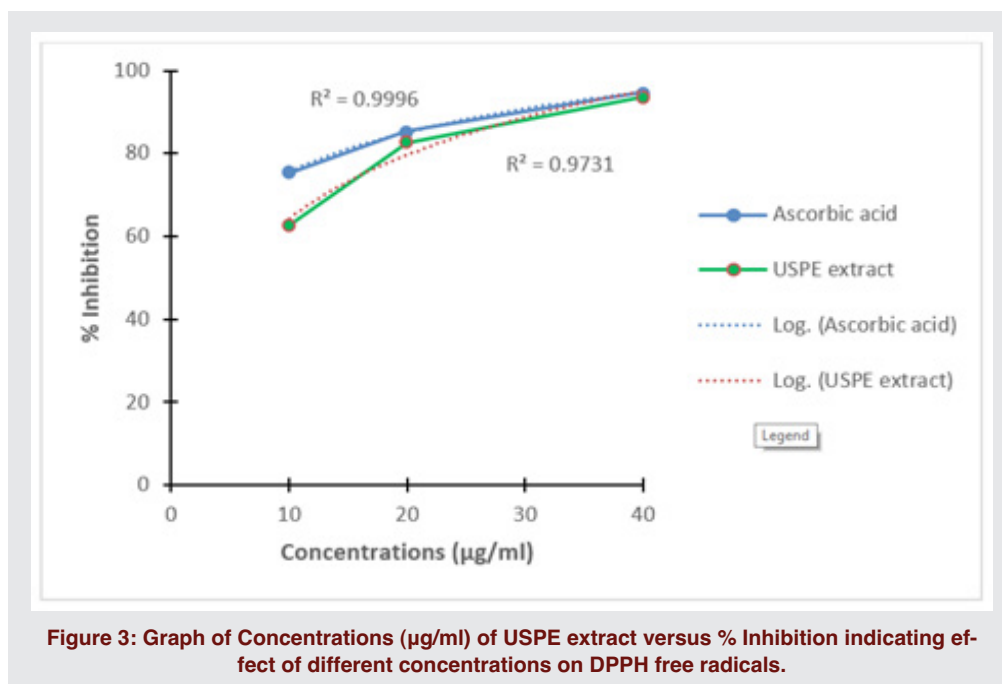 100
80
60
40
20
0
% Inhibition
R² = 0.9996
R² = 0.9731
0 10 20 30 40
Concentrations (µg/ml)
Ascorbic acid
USPE extract
Log. (Ascorbic acid)
Log. (USPE extract)
Legend
Figure 3: Graph of Concentrations (µg/ml) of USPE extract versus % Inhibition indicating ef-
fect of different concentrations on DPPH free radicals.